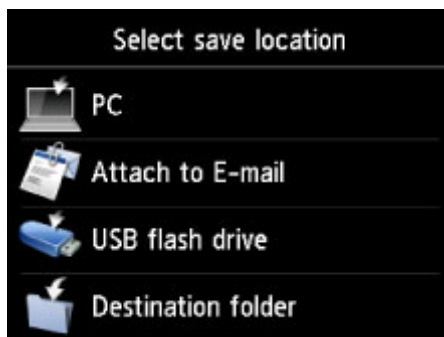 Select save location
PC
Attach to E-mail
USB flash drive
Destination folder